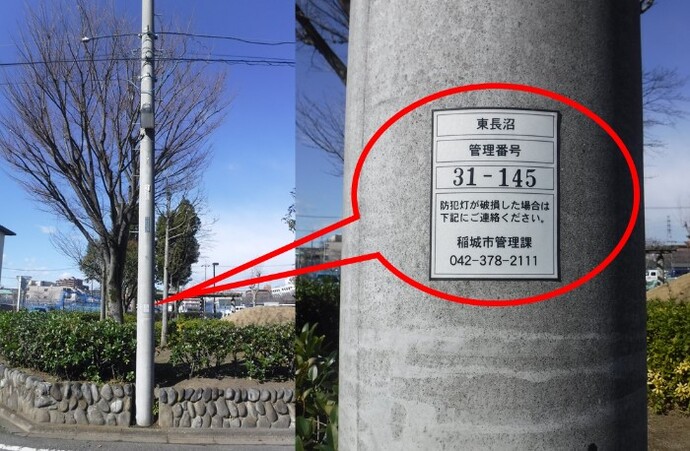 東長沼
管理番号
31-145
防犯灯が破損した場合は
下記にご連絡ください。
稲城市管理課
042-378-2111